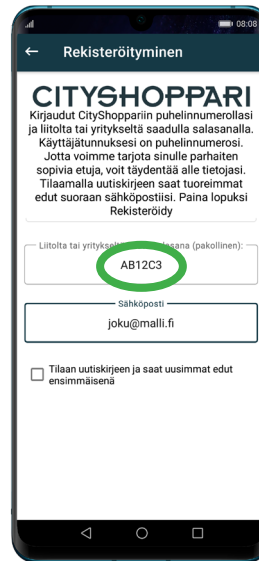 08:08
← Rekisteröityminen
CITYSHOPPARI
Kirjaudut CityShoppariin puhelinnumerollasi
ja liitolta tai yritykseltä saadulla salasanalla.
Käyttäjätunnuksesi on puhelinnumerosi.
Jotta voimme tarjota sinulle parhaiten
sopivia etuja, voit täydentää alle tietojasi.
Tilaamalla uutiskirjeen saat tuoreimmat
edut suoraan sähköpostiisi. Paina lopuksi
Rekisteröidy
Liitolta tai yritykseltä salasana (pakollinen):
AB12C3
Sähköposti
joku@malli.fi
Tilaan uutiskirjeen ja saat uusimmat edut
ensimmäisenä